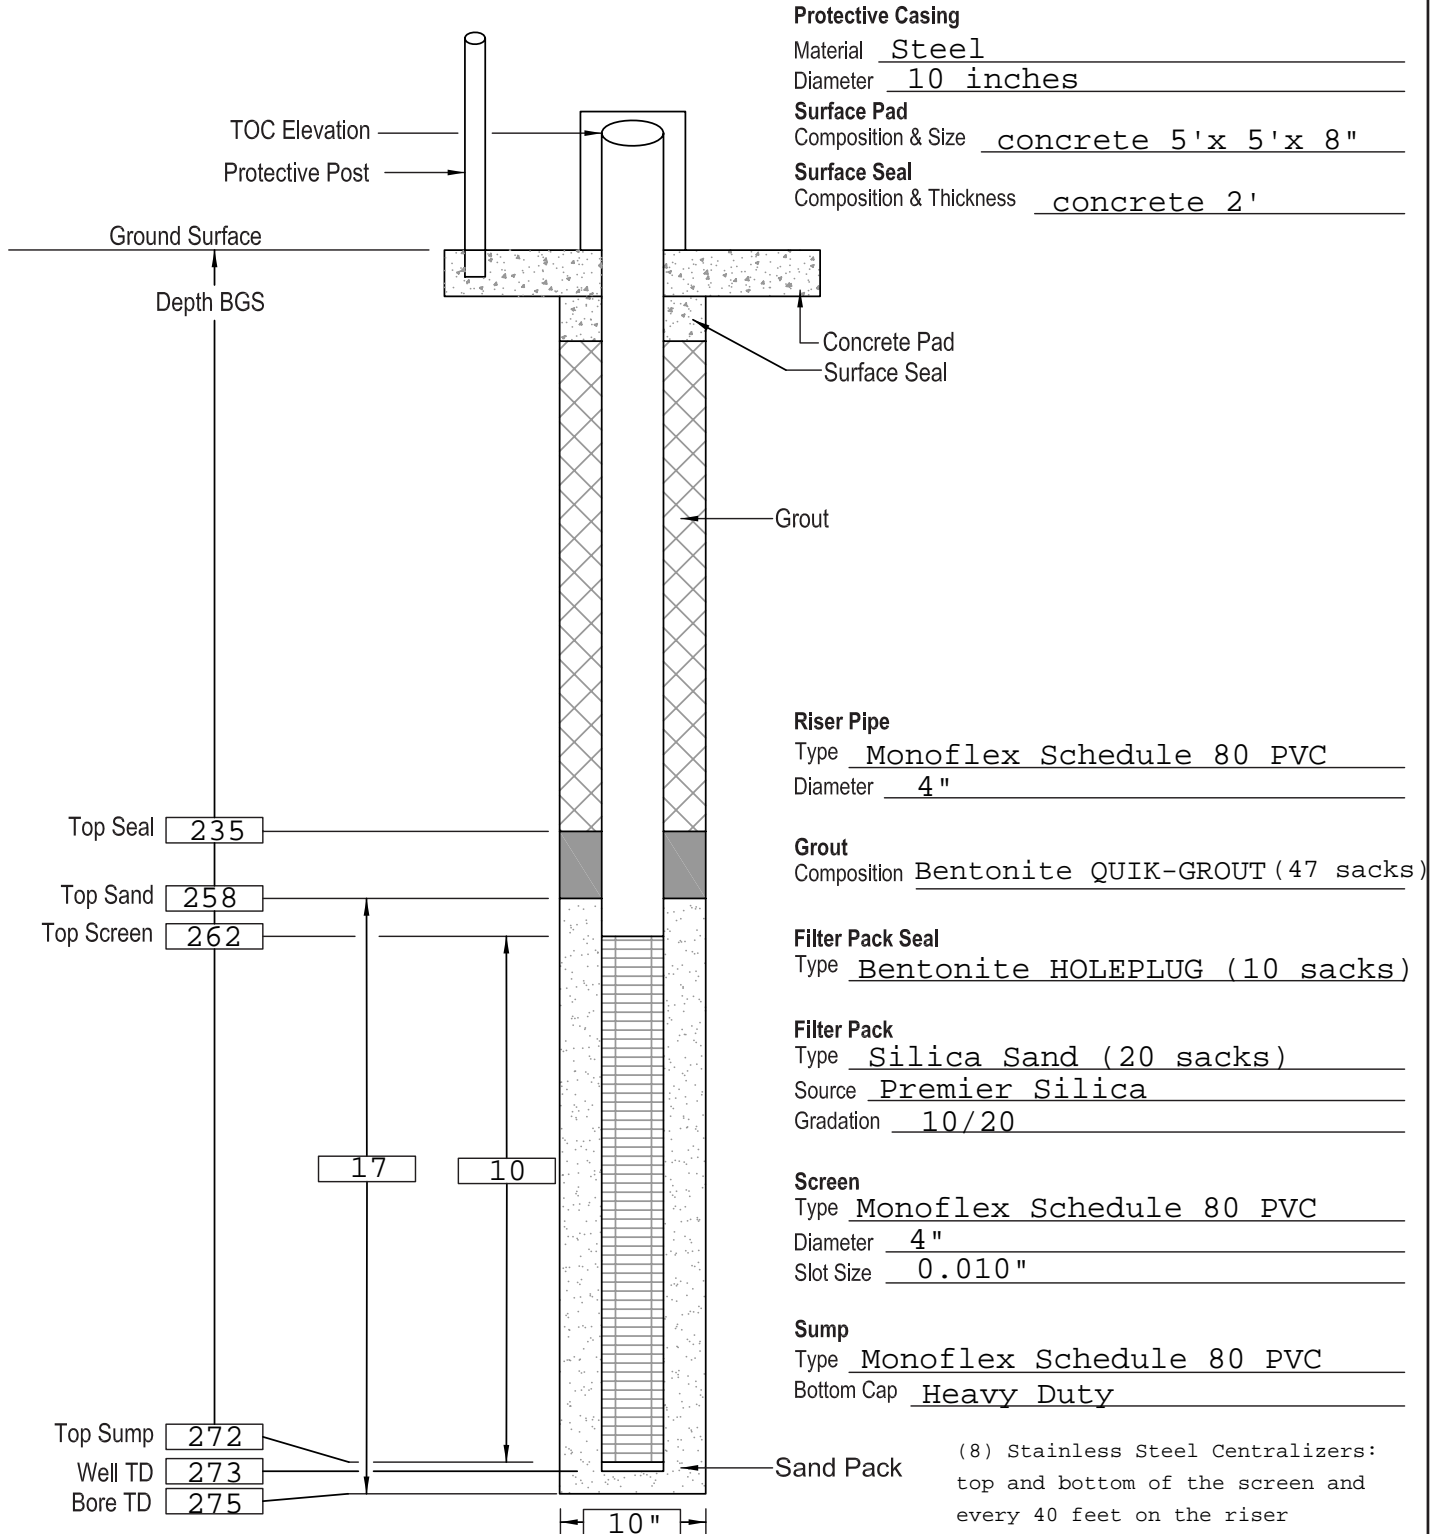 Protective Casing
Material Steel
Diameter 10 inches
Surface Pad
Composition & Size concrete 5'x 5'x 8"
Surface Seal
Composition & Thickness concrete 2'
TOC Elevation
Protective Post
Ground Surface
Depth BGS
Concrete Pad
Surface Seal
Grout
Riser Pipe
Type Monoflex Schedule 80 PVC
Diameter 4"
Top Seal 235
Grout
Composition Bentonite QUIK-GROUT (47 sacks)
Top Sand 258
Top Screen 262
Filter Pack Seal
Type Bentonite HOLEPLUG (10 sacks)
Filter Pack
Type Silica Sand (20 sacks)
Source Premier Silica
Gradation 10/20
17
10
Screen
Type Monoflex Schedule 80 PVC
Diameter 4"
Slot Size 0.010"
Sump
Type Monoflex Schedule 80 PVC
Bottom Cap Heavy Duty
Top Sump 272
Well TD 273
Bore TD 275
Sand Pack
(8) Stainless Steel Centralizers:
top and bottom of the screen and
every 40 feet on the riser
10"